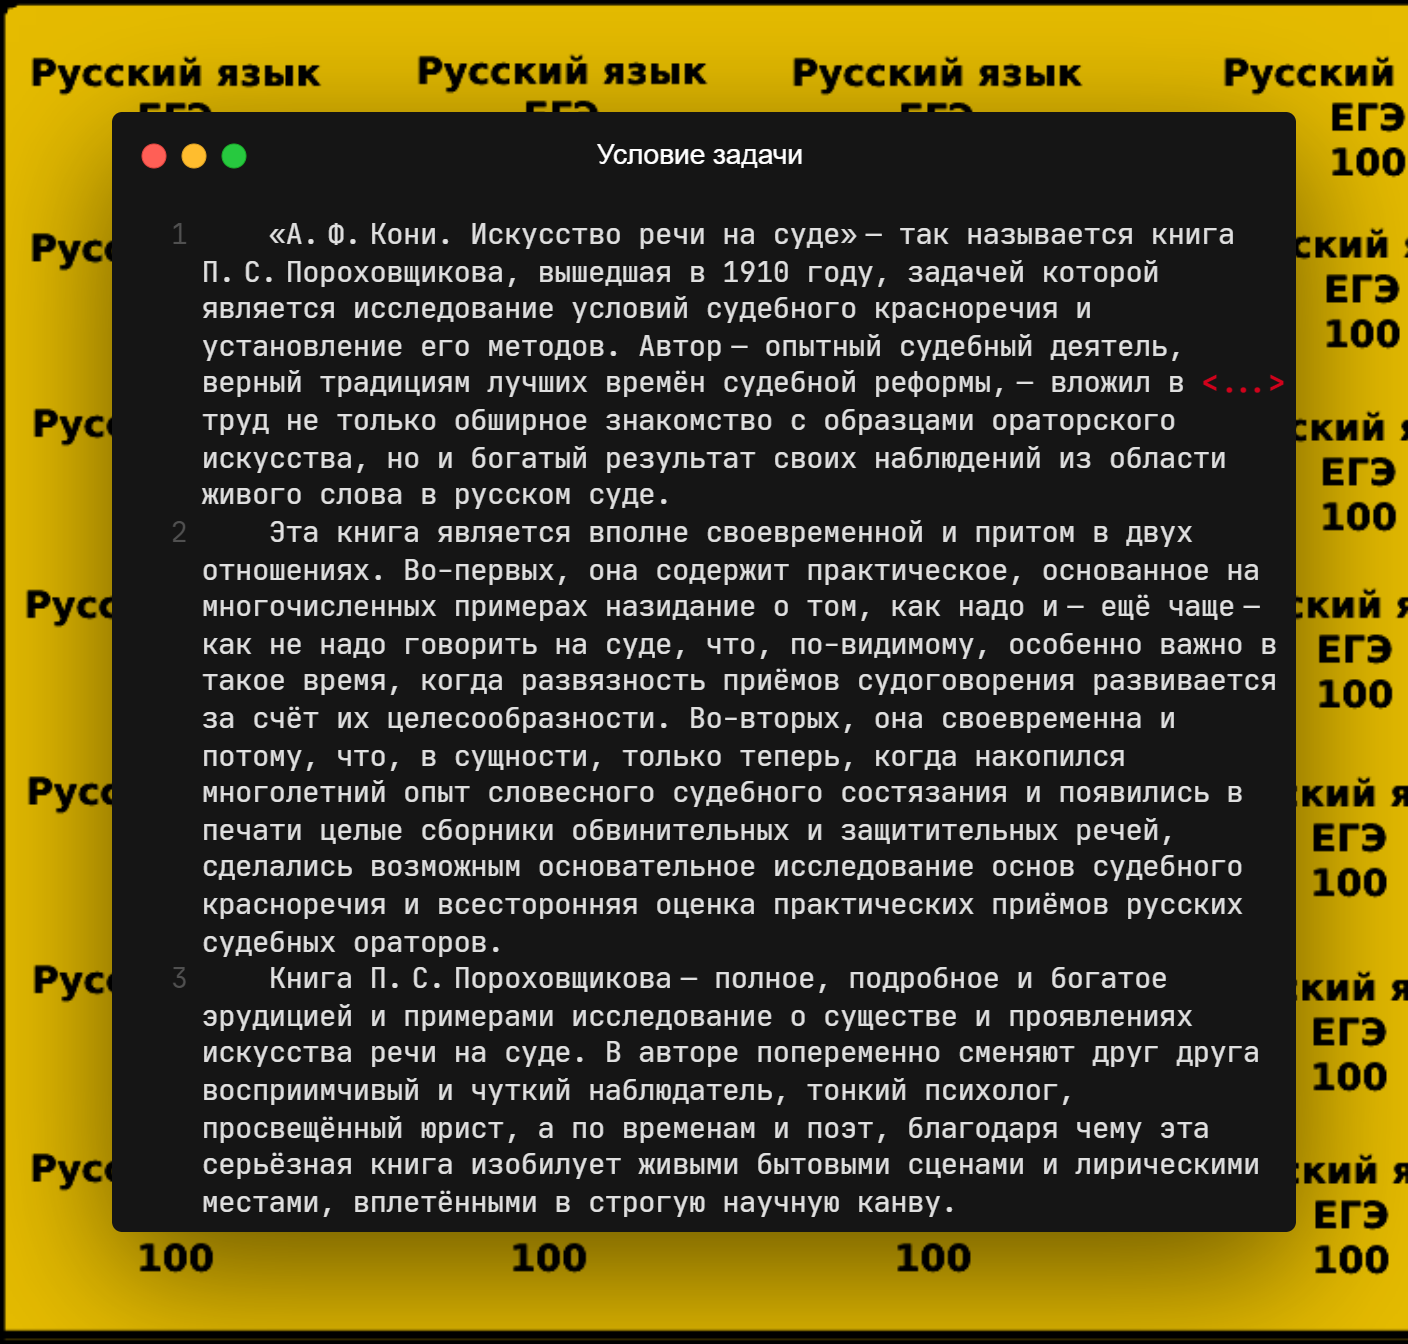 Русский язык Русский язык Русский язык Русский
ЕГЭ ЕГЭ ЕГЭ ЕГЭ
100
Условие задачи
1 «А. Ф. Кони. Искусство речи на суде» — так называется книга
П. С. Пороховщикова, вышедшая в 1910 году, задачей которой
является исследование условий судебного красноречия и
установление его методов. Автор — опытный судебный деятель,
верный традициям лучших времён судебной реформы, — вложил в <...>
труд не только обширное знакомство с образцами ораторского
искусства, но и богатый результат своих наблюдений из области
живого слова в русском суде.
2 Эта книга является вполне своевременной и притом в двух
отношениях. Во-первых, она содержит практическое, основанное на
многочисленных примерах назидание о том, как надо и — ещё чаще —
как не надо говорить на суде, что, по-видимому, особенно важно в
такое время, когда развязность приёмов судоговорения развивается
за счёт их целесообразности. Во-вторых, она своевременна и
потому, что, в сущности, только теперь, когда накопился
многолетний опыт словесного судебного состязания и появились в
печати целые сборники обвинительных и защитительных речей,
сделались возможным основательное исследование основ судебного
красноречия и всесторонняя оценка практических приёмов русских
судебных ораторов.
3 Книга П. С. Пороховщикова — полное, подробное и богатое
эрудицией и примерами исследование о существе и проявлениях
искусства речи на суде. В авторе попеременно сменяют друг друга
восприимчивый и чуткий наблюдатель, тонкий психолог,
просвещённый юрист, а по временам и поэт, благодаря чему эта
серьёзная книга изобилует живыми бытовыми сценами и лирическими
местами, вплетёнными в строгую научную канву.
ЕГЭ
100
ЕГЭ
100
ЕГЭ
100
ЕГЭ
100
ЕГЭ
100
ЕГЭ
100 100 100 100